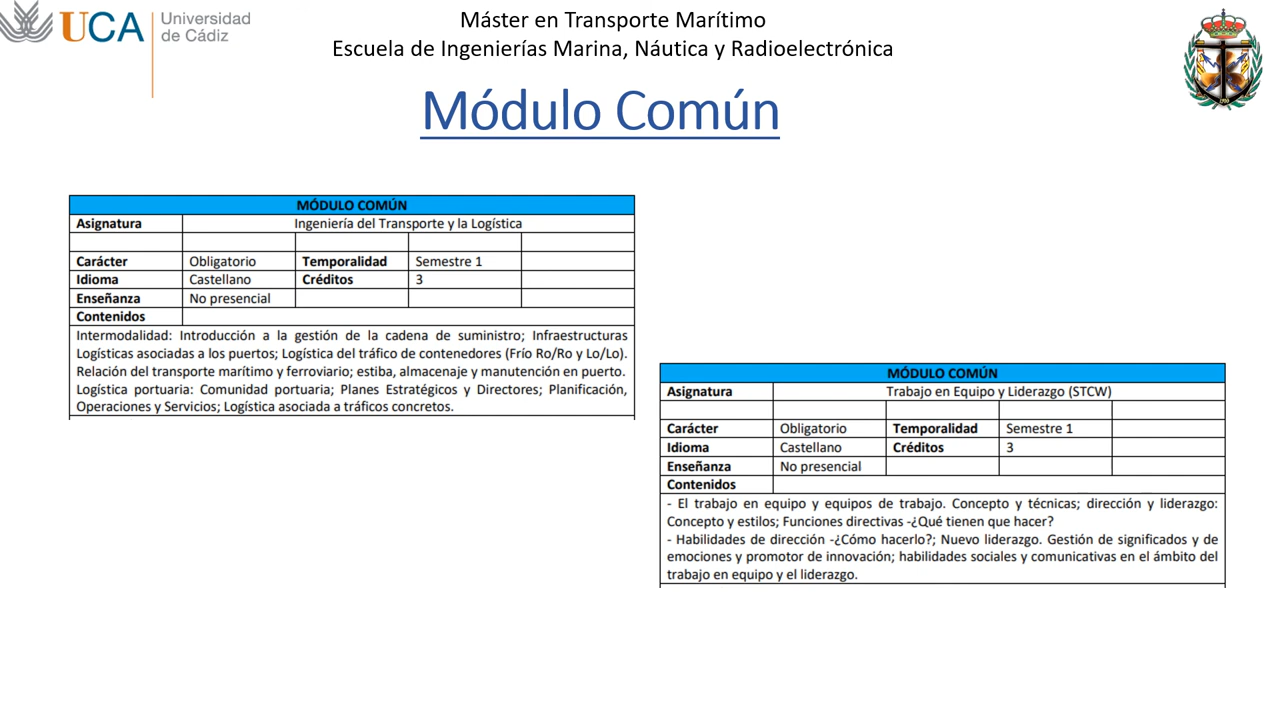 UCA
Universidad
de Cádiz
Máster en Transporte Marítimo
Escuela de Ingenierías Marina, Náutica y Radioelectrónica
Módulo Común
MÓDULO COMÚN
Asignatura Ingeniería del Transporte y la Logística
Carácter Obligatorio Temporalidad Semestre 1
Idioma Castellano Créditos 3
Enseñanza No presencial
Contenidos
Intermodalidad: Introducción a la gestión de la cadena de suministro; Infraestructuras
Logísticas asociadas a los puertos; Logística del tráfico de contenedores (Frío Ro/Ro y Lo/Lo).
Relación del transporte marítimo y ferroviario; estiba, almacenaje y manutención en puerto.
Logística portuaria: Comunidad portuaria; Planes Estratégicos y Directores; Planificación,
Operaciones y Servicios; Logística asociada a tráficos concretos.
MÓDULO COMÚN
Asignatura Trabajo en Equipo y Liderazgo (STCW)
Carácter Obligatorio Temporalidad Semestre 1
Idioma Castellano Créditos 3
Enseñanza No presencial
Contenidos
- El trabajo en equipo y equipos de trabajo. Concepto y técnicas; dirección y liderazgo:
Concepto y estilos; Funciones directivas -¿Qué tienen que hacer?
- Habilidades de dirección -¿Cómo hacerlo?; Nuevo liderazgo. Gestión de significados y de
emociones y promotor de innovación; habilidades sociales y comunicativas en el ámbito del
trabajo en equipo y el liderazgo.